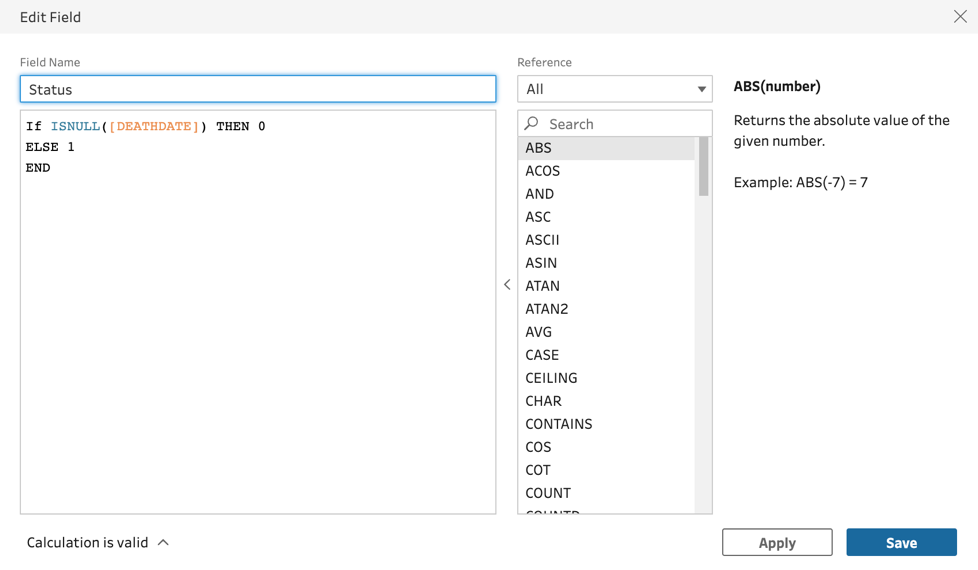 Edit Field
Field Name
Status
If ISNULL([DEATHDATE]) THEN 0
ELSE 1
END
Reference
All
Search
ABS
ACOS
AND
ASC
ASCII
ASIN
ATAN
ATAN2
AVG
CASE
CEILING
CHAR
CONTAINS
COS
COT
COUNT
COUNTD
ABS(number)
Returns the absolute value of the
given number.
Example: ABS(-7) = 7
Calculation is valid
Apply
Save